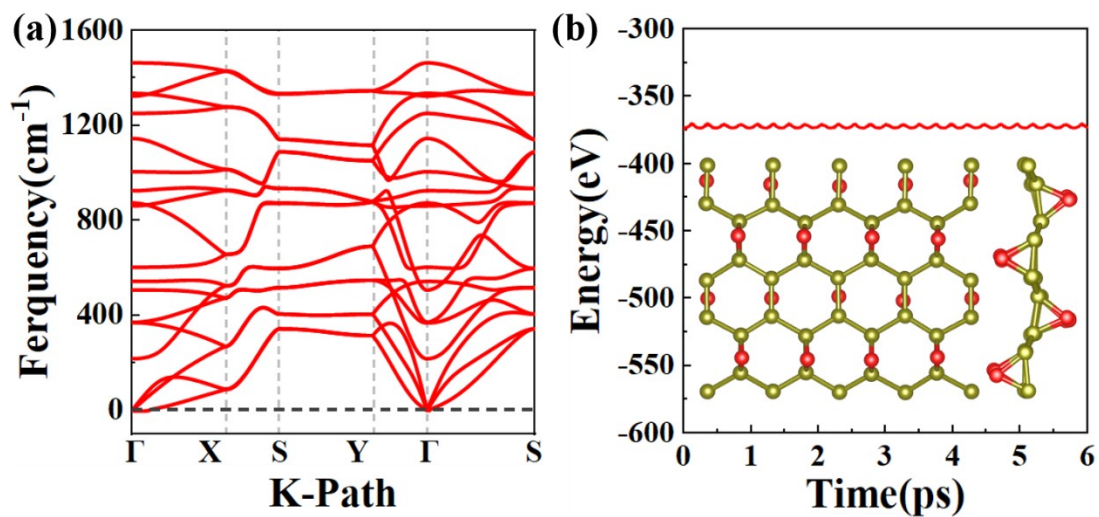 (a)
1600
1200
800
400
0
Ferquency(cm-1)
Γ X S Y Γ S
K-Path
(b)
-300
-350
-400
-450
-500
-550
-600
Energy(eV)
0 1 2 3 4 5 6
Time(ps)